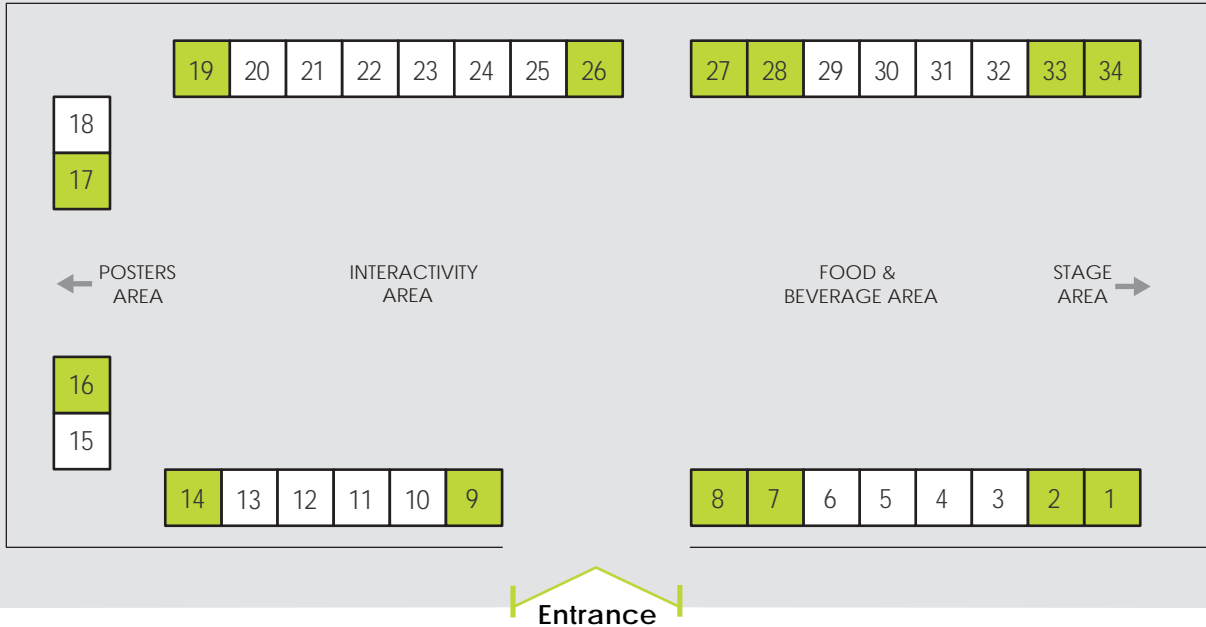 19 20 21 22 23 24 25 26 27 28 29 30 31 32 33 34
18
17
POSTERS
AREA
INTERACTIVITY
AREA
FOOD &
BEVERAGE AREA
STAGE
AREA
16
15
14 13 12 11 10 9 8 7 6 5 4 3 2 1
Entrance